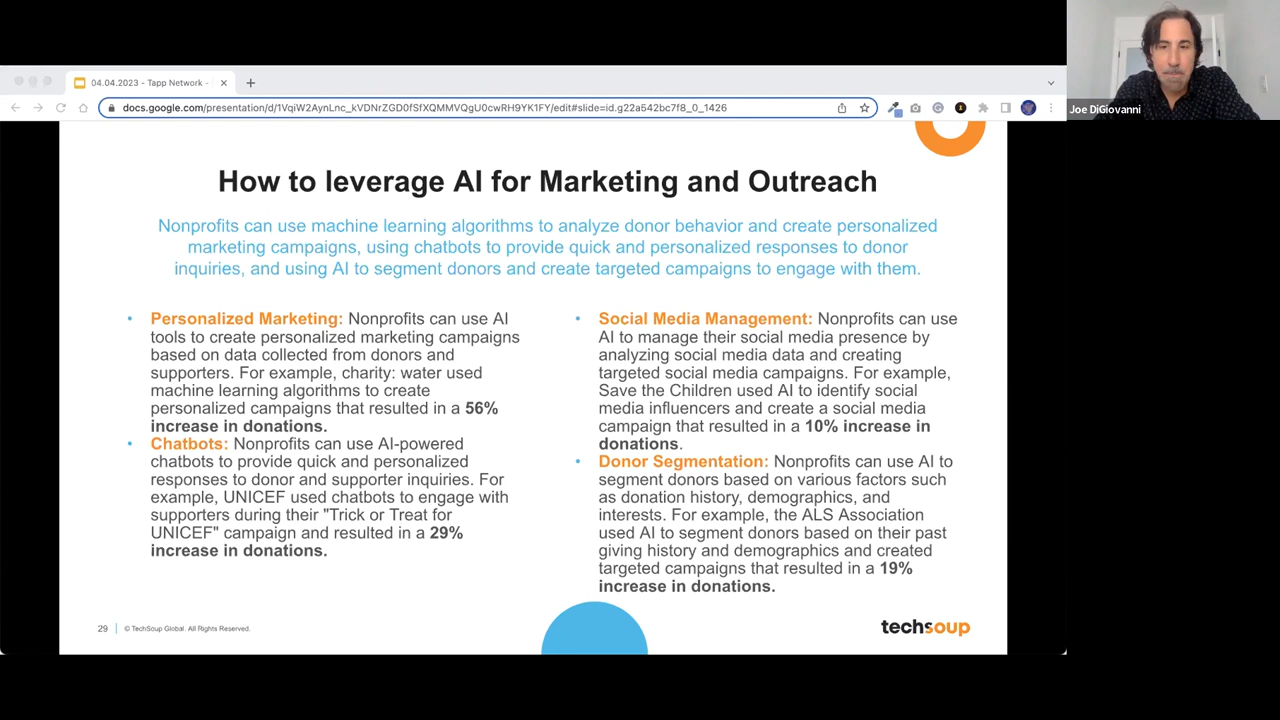 04.04.2023 - Tapp Network -
docs.google.com/presentation/d/1VqiW2AynLnc_kVDNrZGD0fSfXQMMVQgU0cwRH9YK1FY/edit#slide=id.g22a642bc7f8_0_1426
Joe DiGiovanni
How to leverage AI for Marketing and Outreach
Nonprofits can use machine learning algorithms to analyze donor behavior and create personalized
marketing campaigns, using chatbots to provide quick and personalized responses to donor
inquiries, and using AI to segment donors and create targeted campaigns to engage with them.
• Personalized Marketing: Nonprofits can use AI
tools to create personalized marketing campaigns
based on data collected from donors and
supporters. For example, charity: water used
machine learning algorithms to create
personalized campaigns that resulted in a 56%
increase in donations.
• Chatbots: Nonprofits can use AI-powered
chatbots to provide quick and personalized
responses to donor and supporter inquiries. For
example, UNICEF used chatbots to engage with
supporters during their "Trick or Treat for
UNICEF" campaign and resulted in a 29%
increase in donations.
• Social Media Management: Nonprofits can use
AI to manage their social media presence by
analyzing social media data and creating
targeted social media campaigns. For example,
Save the Children used AI to identify social
media influencers and create a social media
campaign that resulted in a 10% increase in
donations.
• Donor Segmentation: Nonprofits can use AI to
segment donors based on various factors such
as donation history, demographics, and
interests. For example, the ALS Association
used AI to segment donors based on their past
giving history and demographics and created
targeted campaigns that resulted in a 19%
increase in donations.
29
© TechSoup Global. All Rights Reserved.
techsoup